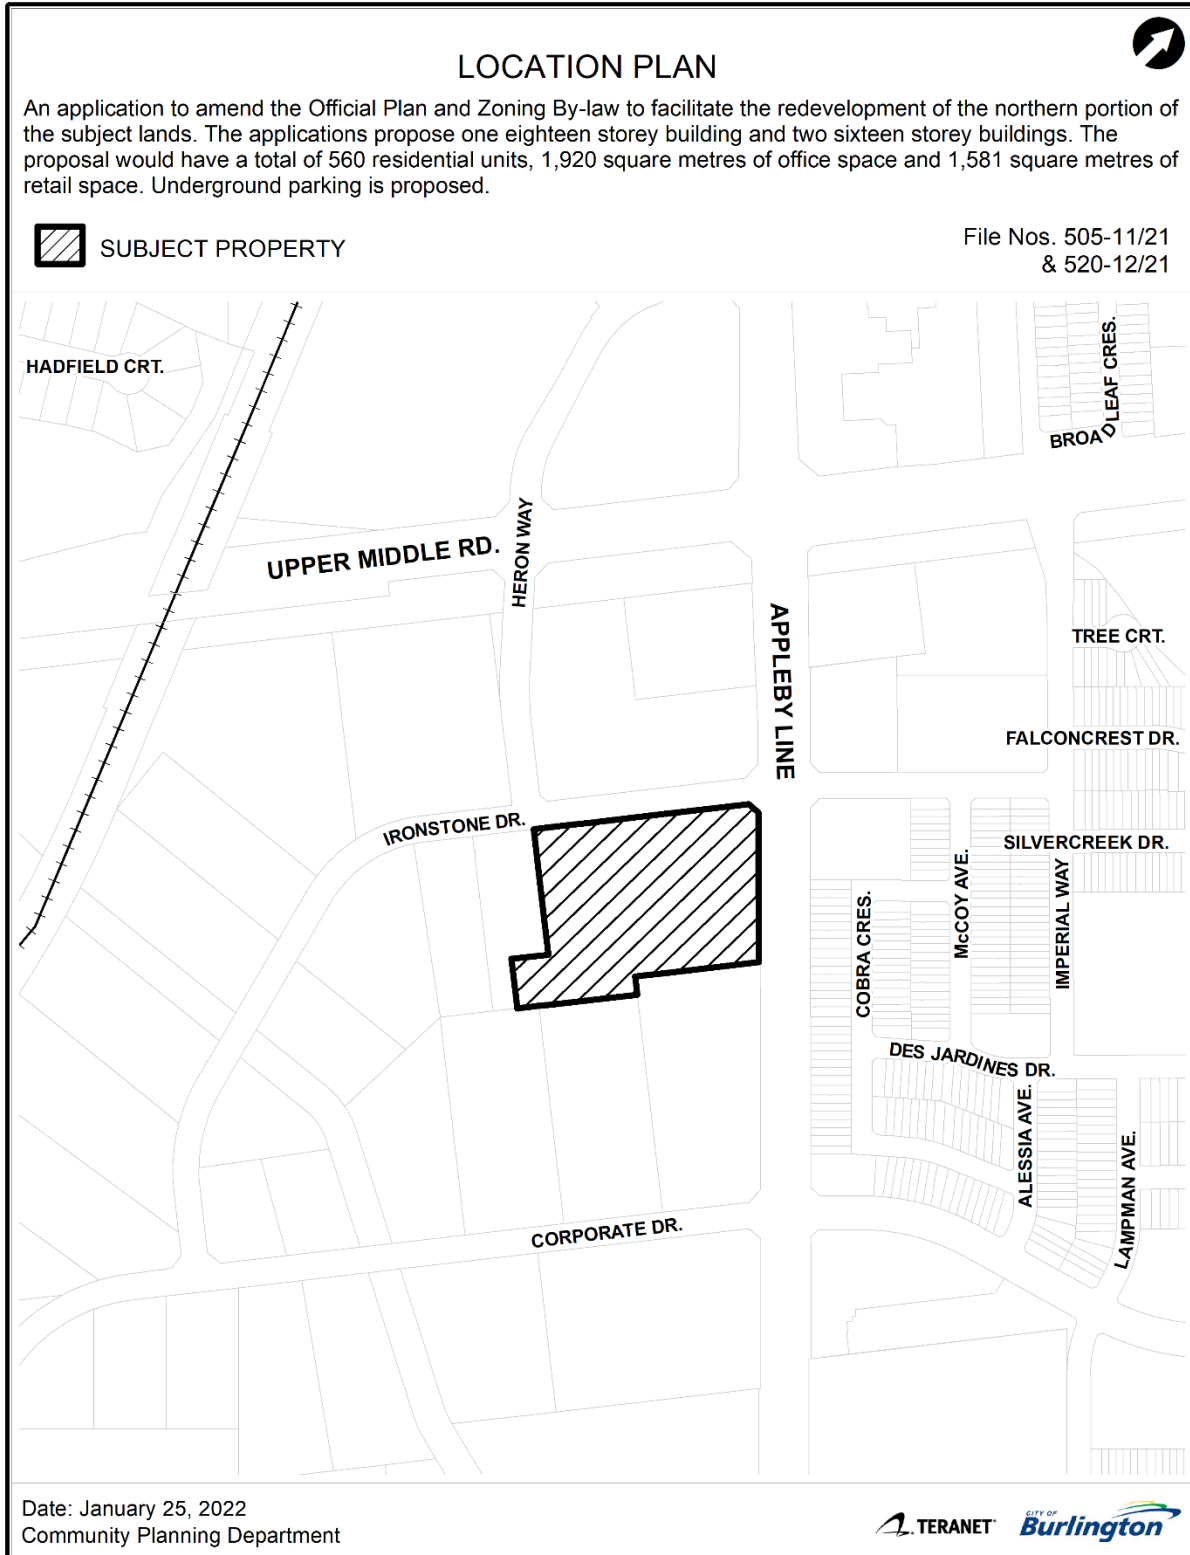 LOCATION PLAN
An application to amend the Official Plan and Zoning By-law to facilitate the redevelopment of the northern portion of
the subject lands. The applications propose one eighteen storey building and two sixteen storey buildings. The
proposal would have a total of 560 residential units, 1,920 square metres of office space and 1,581 square metres of
retail space. Underground parking is proposed.
SUBJECT PROPERTY
File Nos. 505-11/21
& 520-12/21
HADFIELD CRT.
BROADLEAF CRES.
UPPER MIDDLE RD.
HERON WAY
APPLEBY LINE
TREE CRT.
FALCONCREST DR.
IRONSTONE DR.
SILVERCREEK DR.
COBRA CRES.
McCOY AVE.
IMPERIAL WAY
DES JARDINES DR.
ALESSIA AVE.
LAMPMAN AVE.
CORPORATE DR.
Date: January 25, 2022
Community Planning Department
TERANET
CITY OF
Burlington